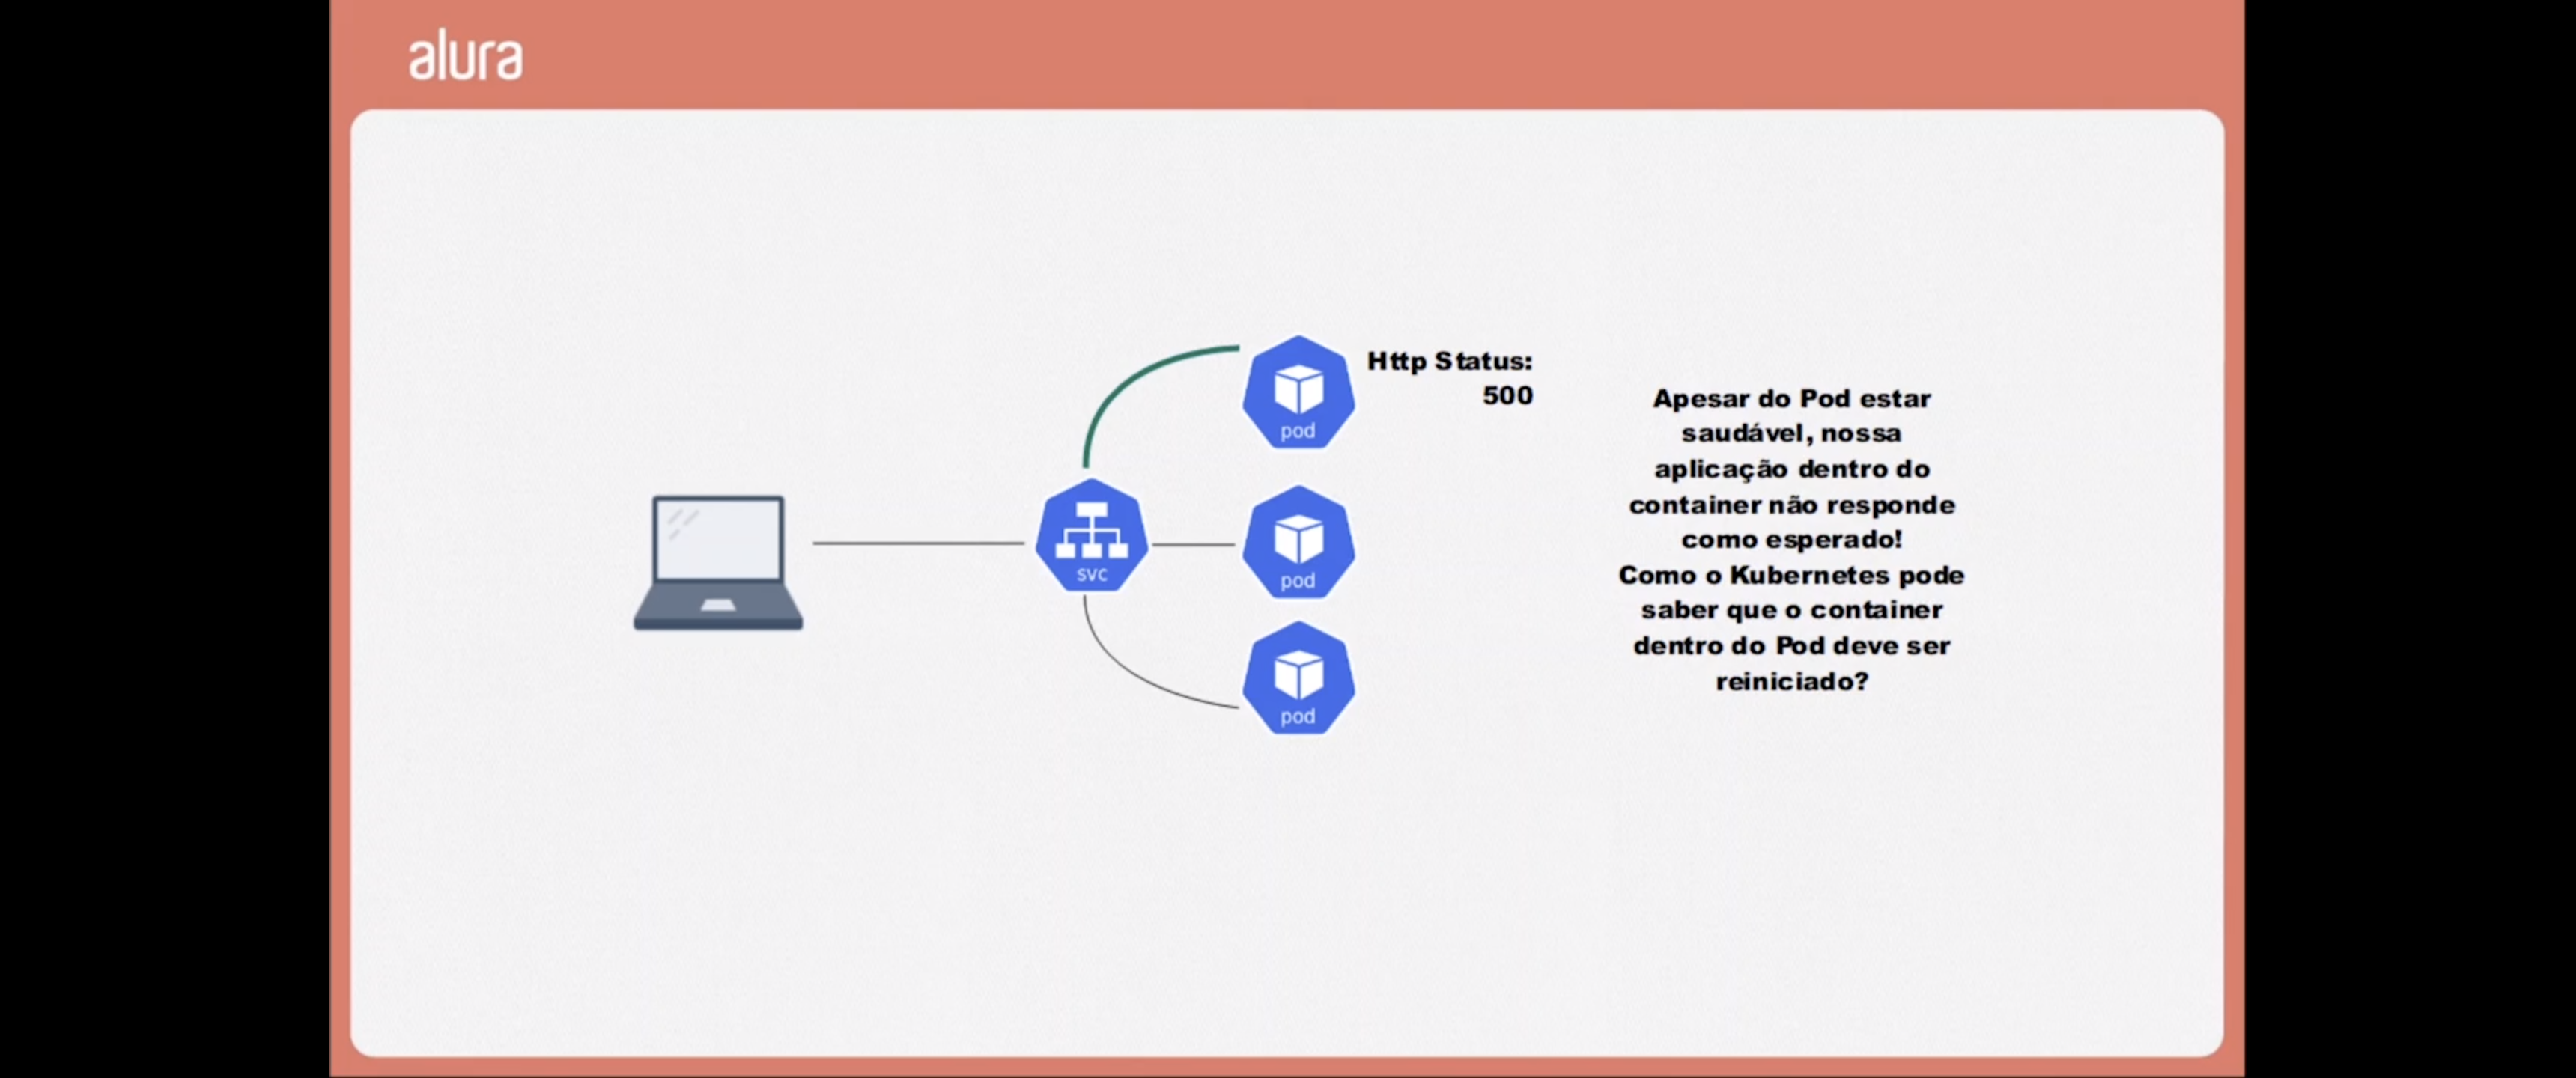 alura
Http Status:
500
pod
svc
pod
pod
Apesar do Pod estar
saudável, nossa
aplicação dentro do
container não responde
como esperado!
Como o Kubernetes pode
saber que o container
dentro do Pod deve ser
reiniciado?